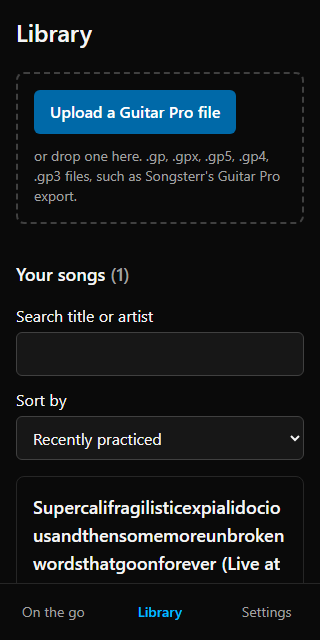 Library
Upload a Guitar Pro file
or drop one here. .gp, .gpx, .gp5, .gp4,
.gp3 files, such as Songsterr's Guitar Pro
export.
Your songs (1)
Search title or artist
Sort by
Recently practiced
Supercalifragilisticexpialidocio
usandthensomemoreunbroken
wordsthatgoonforever (Live at
On the go
Library
Settings